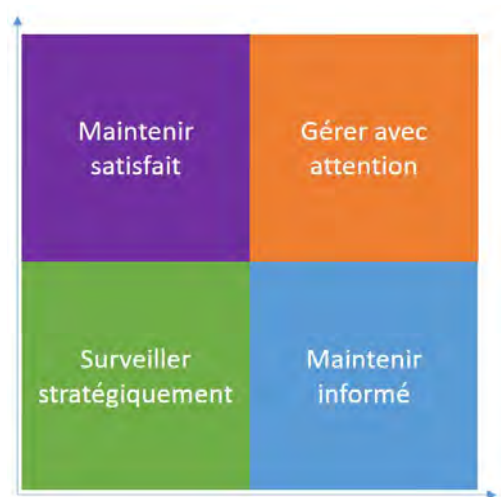 Maintenir
satisfait
Gérer avec
attention
Surveiller
stratégiquement
Maintenir
informé